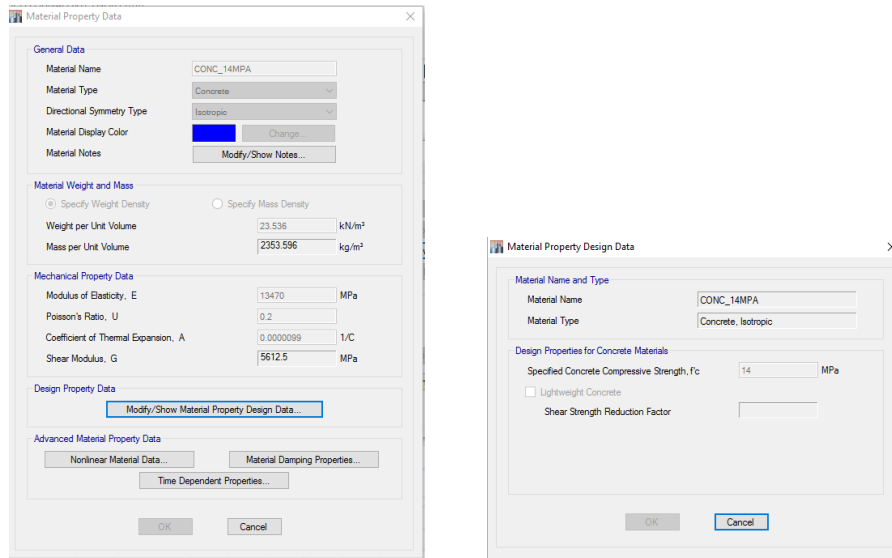 Material Property Data
General Data
Material Name CONC_14MPA
Material Type Concrete
Directional Symmetry Type Isotropic
Material Display Color Change...
Material Notes Modify/Show Notes...
Material Weight and Mass
Specify Weight Density Specify Mass Density
Weight per Unit Volume 23.536 kN/m³
Mass per Unit Volume 2353.596 kg/m³
Mechanical Property Data
Modulus of Elasticity, E 13470 MPa
Poisson's Ratio, U 0.2
Coefficient of Thermal Expansion, A 0.0000099 1/C
Shear Modulus, G 5612.5 MPa
Design Property Data
Modify/Show Material Property Design Data...
Advanced Material Property Data
Nonlinear Material Data... Material Damping Properties...
Time Dependent Properties...
OK Cancel
Material Property Design Data
Material Name and Type
Material Name CONC_14MPA
Material Type Concrete, Isotropic
Design Properties for Concrete Materials
Specified Concrete Compressive Strength, f'c 14 MPa
Lightweight Concrete
Shear Strength Reduction Factor
OK Cancel